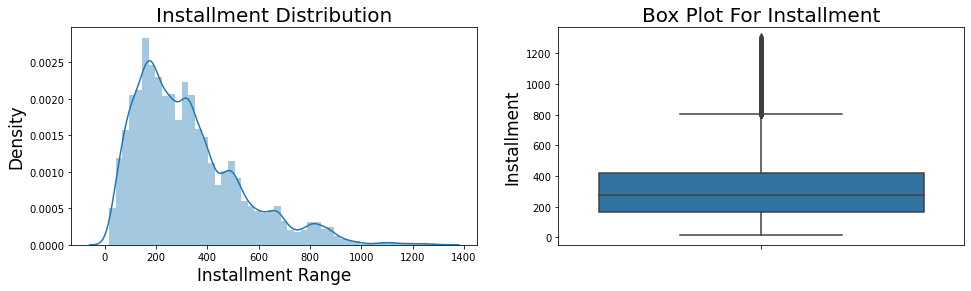 Installment Distribution
Density
0.0025
0.0020
0.0015
0.0010
0.0005
0.0000
0 200 400 600 800 1000 1200 1400
Installment Range
Box Plot For Installment
Installment
1200
1000
800
600
400
200
0